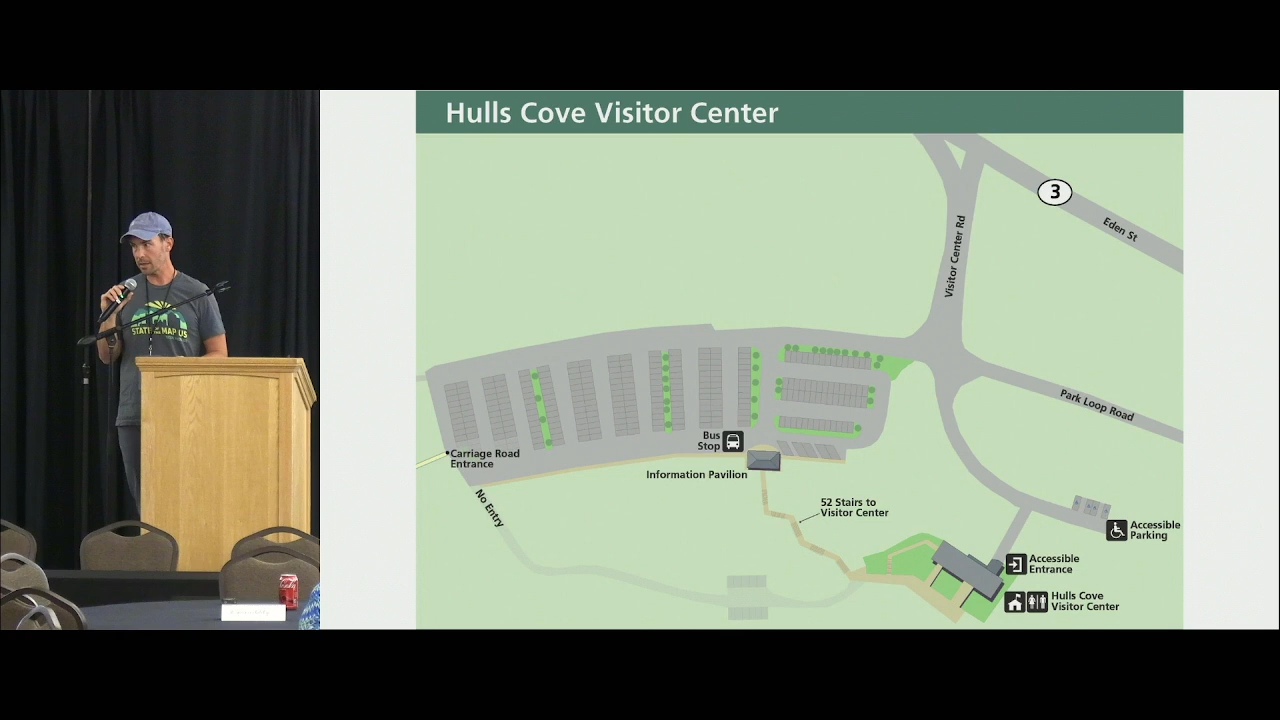 Hulls Cove Visitor Center
3
Eden St
Visitor Center Rd
Park Loop Road
STATE OF THE MAP US
Bus
Stop
Carriage Road
Entrance
Information Pavilion
No Entry
52 Stairs to
Visitor Center
Accessible
Parking
Accessible
Entrance
Hulls Cove
Visitor Center